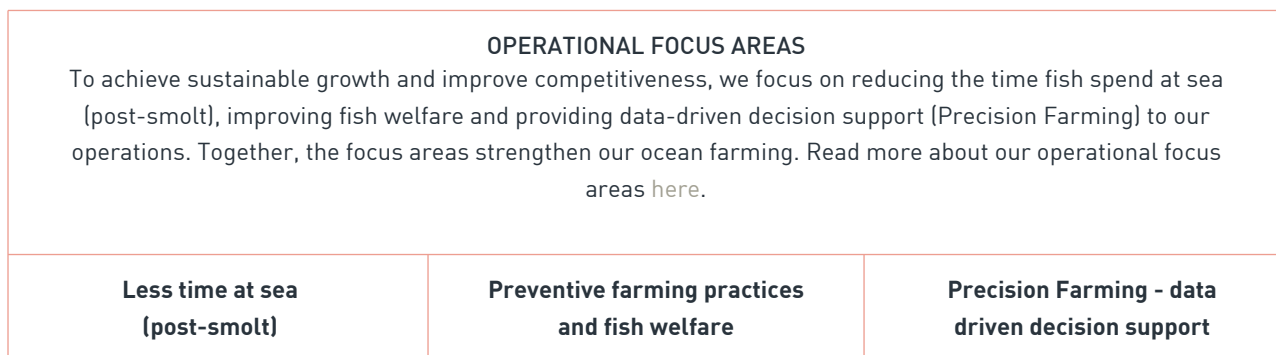 OPERATIONAL FOCUS AREAS
To achieve sustainable growth and improve competitiveness, we focus on reducing the time fish spend at sea
(post-smolt), improving fish welfare and providing data-driven decision support (Precision Farming) to our
operations. Together, the focus areas strengthen our ocean farming. Read more about our operational focus
areas here.
Less time at sea
(post-smolt)
Preventive farming practices
and fish welfare
Precision Farming - data
driven decision support